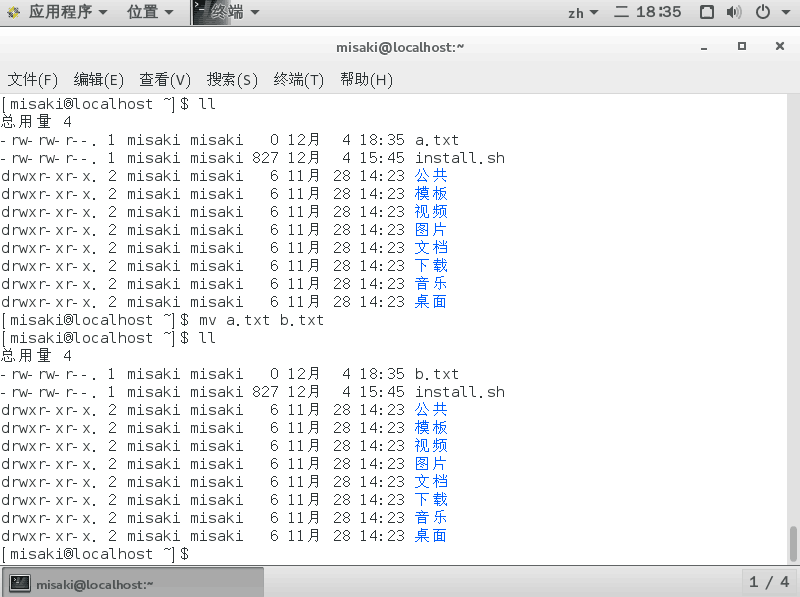 应用程序 位置 终端 zh 二 18:35
misaki@localhost:~
文件(F) 编辑(E) 查看(V) 搜索(S) 终端(T) 帮助(H)
[misaki@localhost ~]$ ll
总用量 4
-rw-rw-r--. 1 misaki misaki   0 12月  4 18:35 a.txt
-rw-rw-r--. 1 misaki misaki 827 12月  4 15:45 install.sh
drwxr-xr-x. 2 misaki misaki   6 11月 28 14:23 公共
drwxr-xr-x. 2 misaki misaki   6 11月 28 14:23 模板
drwxr-xr-x. 2 misaki misaki   6 11月 28 14:23 视频
drwxr-xr-x. 2 misaki misaki   6 11月 28 14:23 图片
drwxr-xr-x. 2 misaki misaki   6 11月 28 14:23 文档
drwxr-xr-x. 2 misaki misaki   6 11月 28 14:23 下载
drwxr-xr-x. 2 misaki misaki   6 11月 28 14:23 音乐
drwxr-xr-x. 2 misaki misaki   6 11月 28 14:23 桌面
[misaki@localhost ~]$ mv a.txt b.txt
[misaki@localhost ~]$ ll
总用量 4
-rw-rw-r--. 1 misaki misaki   0 12月  4 18:35 b.txt
-rw-rw-r--. 1 misaki misaki 827 12月  4 15:45 install.sh
drwxr-xr-x. 2 misaki misaki   6 11月 28 14:23 公共
drwxr-xr-x. 2 misaki misaki   6 11月 28 14:23 模板
drwxr-xr-x. 2 misaki misaki   6 11月 28 14:23 视频
drwxr-xr-x. 2 misaki misaki   6 11月 28 14:23 图片
drwxr-xr-x. 2 misaki misaki   6 11月 28 14:23 文档
drwxr-xr-x. 2 misaki misaki   6 11月 28 14:23 下载
drwxr-xr-x. 2 misaki misaki   6 11月 28 14:23 音乐
drwxr-xr-x. 2 misaki misaki   6 11月 28 14:23 桌面
[misaki@localhost ~]$
misaki@localhost:~ 1 / 4